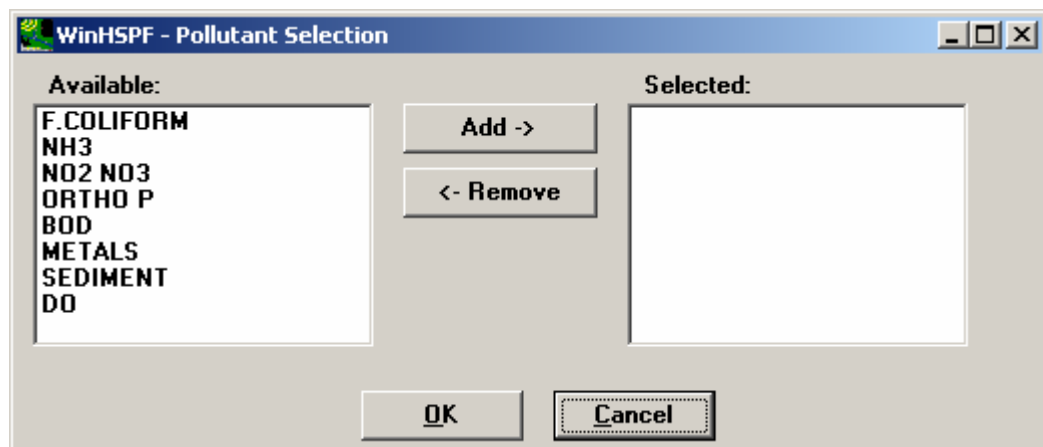 WinHSPF - Pollutant Selection
Available:
F.COLIFORM
NH3
NO2 NO3
ORTHO P
BOD
METALS
SEDIMENT
DO
Add ->
<- Remove
Selected:
OK
Cancel